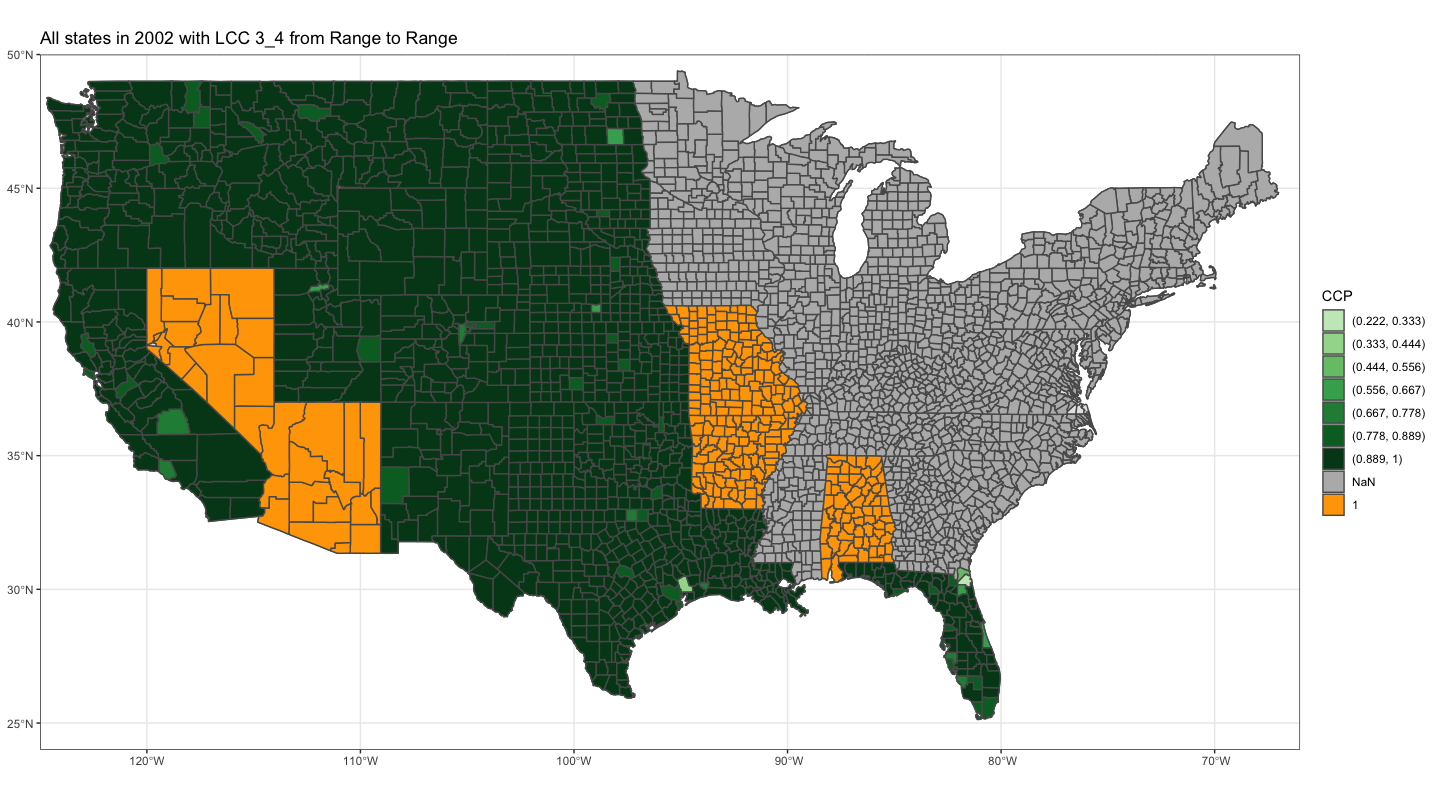 All states in 2002 with LCC 3_4 from Range to Range
50°N
45°N
40°N
35°N
30°N
25°N
120°W
110°W
100°W
90°W
80°W
70°W
CCP
(0.222, 0.333)
(0.333, 0.444)
(0.444, 0.556)
(0.556, 0.667)
(0.667, 0.778)
(0.778, 0.889)
(0.889, 1)
NaN
1